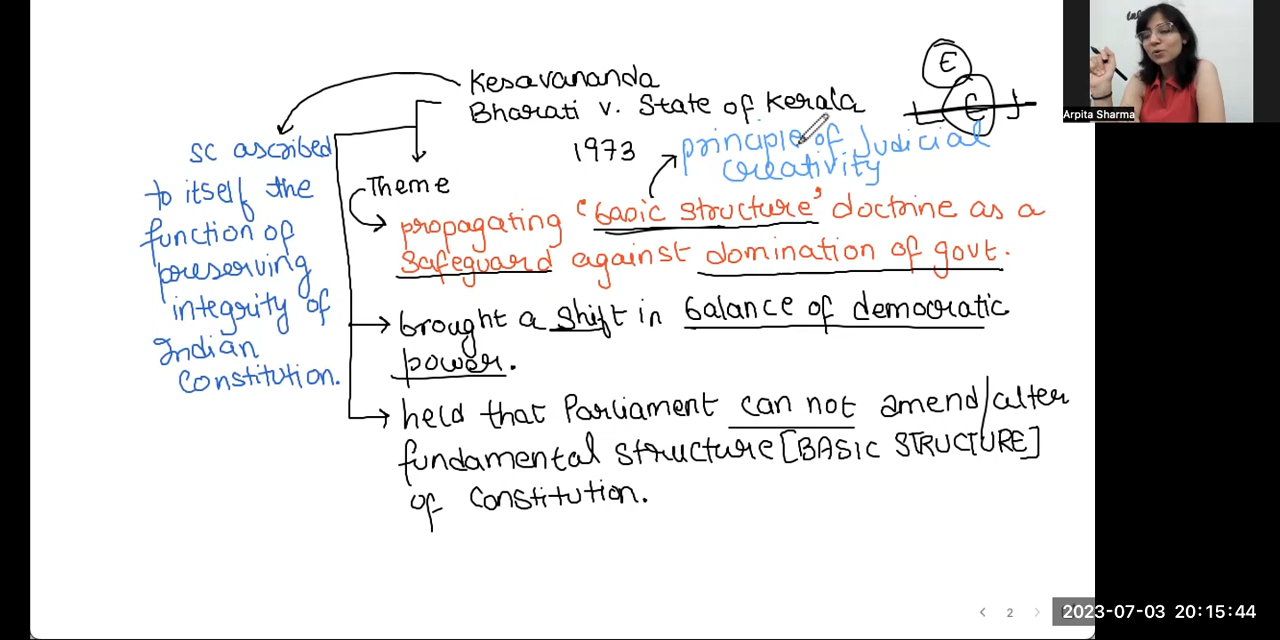 Kesavananda
Bharati v. State of Kerala
1973
E
L C J
principle of Judicial
Creativity
SC ascribed
to itself the
function of
preserving
integrity of
Indian
Constitution.
Theme
propagating 'basic structure' doctrine as a
safeguard against domination of govt.
brought a shift in balance of democratic
power.
held that Parliament can not amend/alter
fundamental structure [BASIC STRUCTURE]
of Constitution.
Arpita Sharma
2
2023-07-03 20:15:44